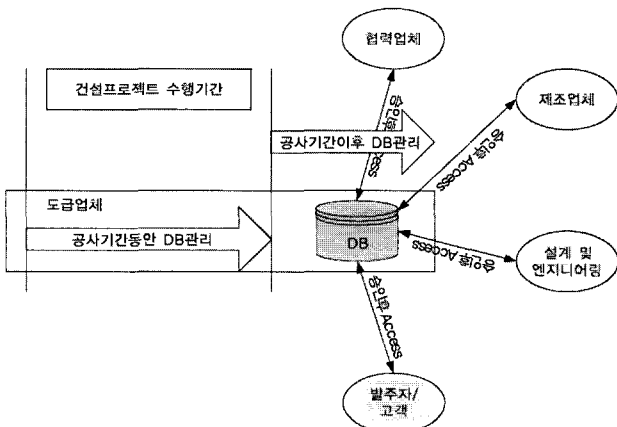 협력업체
건설프로젝트 수행기간
제조업체
승인후 Access
공사기간이후 DB관리
승인후 Access
도급업체
공사기간동안 DB관리
DB
승인후 Access
설계 및
엔지니어링
승인후 Access
발주자/
고객